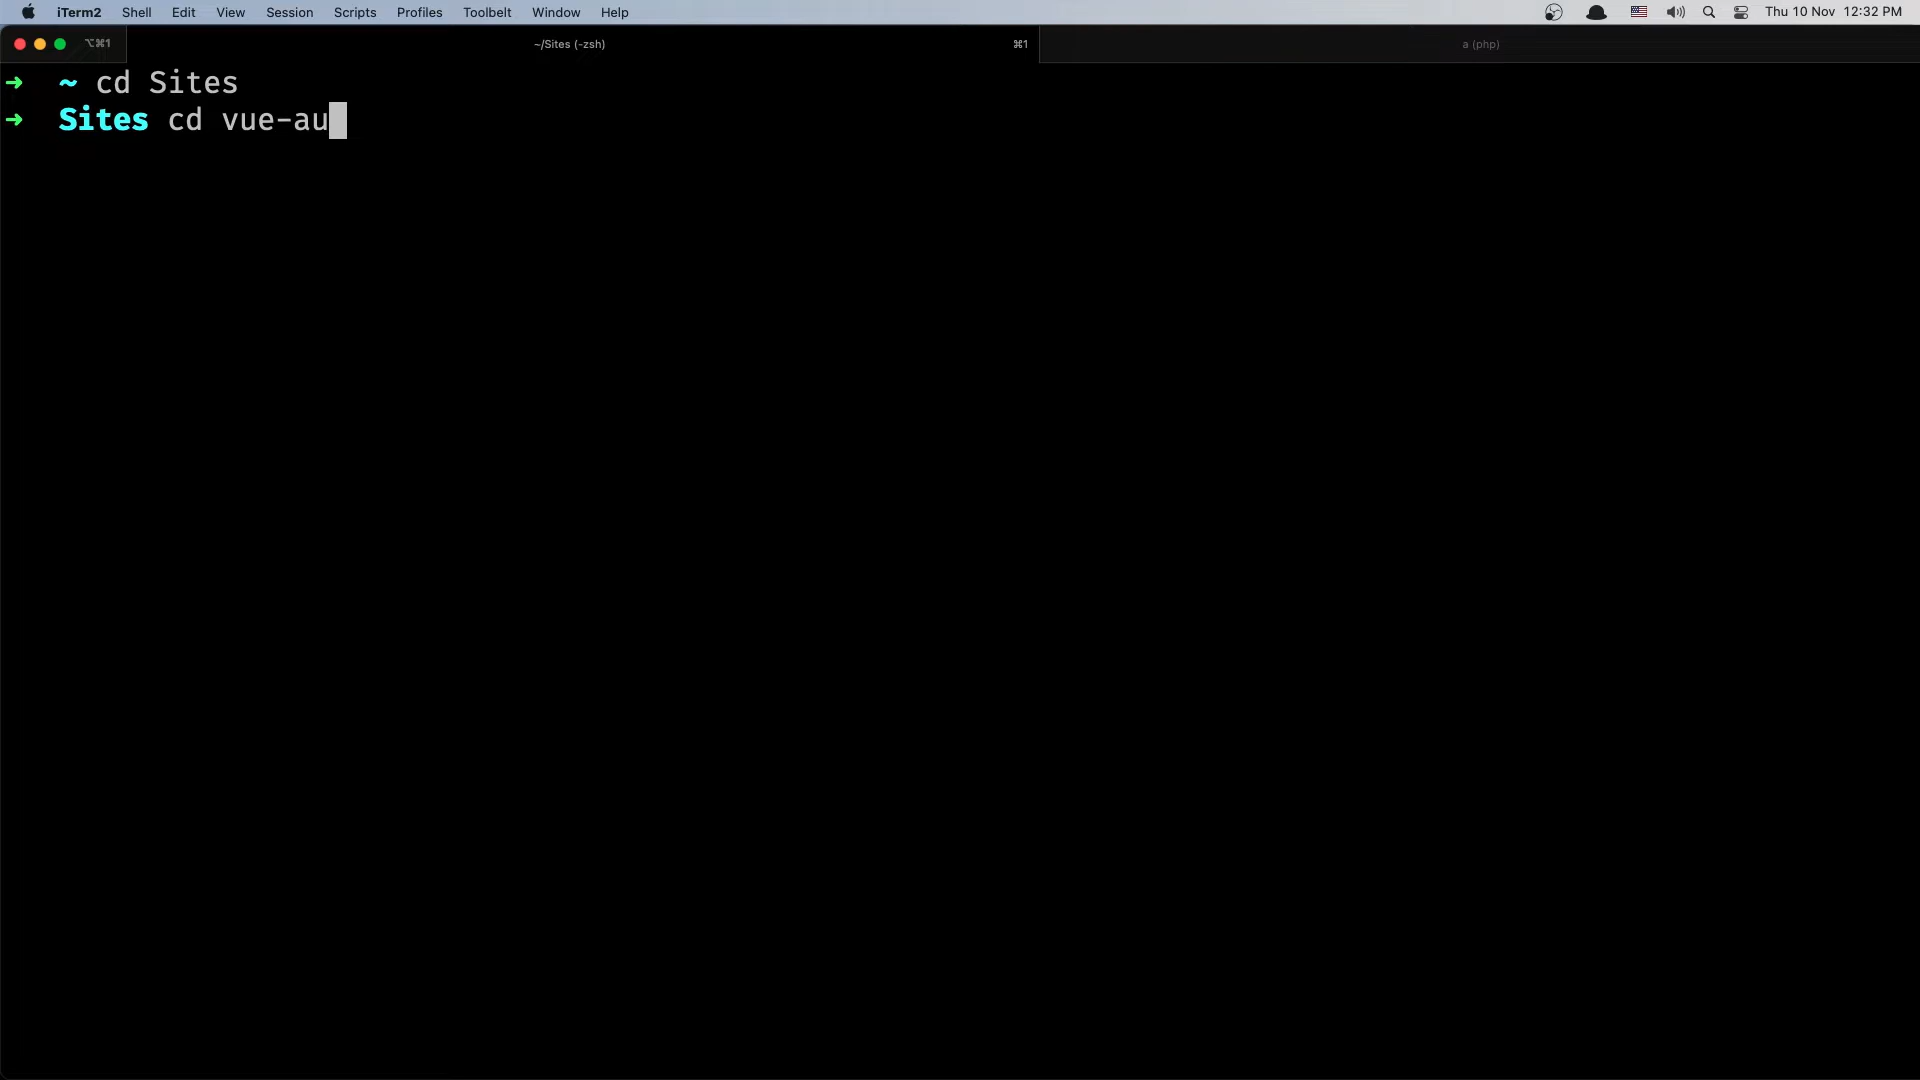 iTerm2 Shell Edit View Session Scripts Profiles Toolbelt Window Help Thu 10 Nov 12:32 PM
⌥⌘1 ~/Sites (-zsh) ⌘1 a (php)
➜ ~ cd Sites
➜ Sites cd vue-au